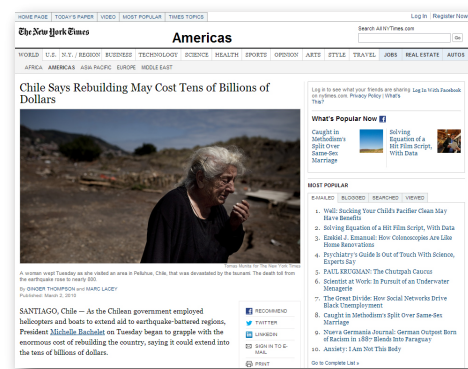 HOME PAGE TODAY'S PAPER VIDEO MOST POPULAR TIMES TOPICS
Log In Register Now
The New York Times
Americas
Search All NYTimes.com
Go
WORLD U.S. N.Y. / REGION BUSINESS TECHNOLOGY SCIENCE HEALTH SPORTS OPINION ARTS STYLE TRAVEL JOBS REAL ESTATE AUTOS
AFRICA AMERICAS ASIA PACIFIC EUROPE MIDDLE EAST
Chile Says Rebuilding May Cost Tens of Billions of
Dollars
Tomas Munita for The New York Times
A woman wept Tuesday as she visited an area in Pelluhue, Chile, that was devastated by the tsunami. The death toll from
the earthquake rose to nearly 800.
By GINGER THOMPSON and MARC LACEY
Published: March 2, 2010
SANTIAGO, Chile — As the Chilean government employed
helicopters and boats to extend aid to earthquake-battered regions,
President Michelle Bachelet on Tuesday began to grapple with the
enormous cost of rebuilding the country, saying it could extend into
the tens of billions of dollars.
RECOMMEND
TWITTER
LINKEDIN
SIGN IN TO E-
MAIL
PRINT
Log in to see what your friends are sharing
on nytimes.com. Privacy Policy | What's
This?
Log In With Facebook
What's Popular Now
Caught in
Methodism's
Split Over
Same-Sex
Marriage
Solving
Equation of a
Hit Film Script,
With Data
MOST POPULAR
E-MAILED BLOGGED SEARCHED VIEWED
1. Well: Sucking Your Child's Pacifier Clean May
Have Benefits
2. Solving Equation of a Hit Film Script, With Data
3. Ezekiel J. Emanuel: How Colonoscopies Are Like
Home Renovations
4. Psychiatry's Guide Is Out of Touch With Science,
Experts Say
5. PAUL KRUGMAN: The Chutzpah Caucus
6. Scientist at Work: In Pursuit of an Underwater
Menagerie
7. The Great Divide: How Social Networks Drive
Black Unemployment
8. Caught in Methodism's Split Over Same-Sex
Marriage
9. Nueva Germania Journal: German Outpost Born
of Racism in 1887 Blends Into Paraguay
10. Anxiety: I Am Not This Body
Go to Complete List »